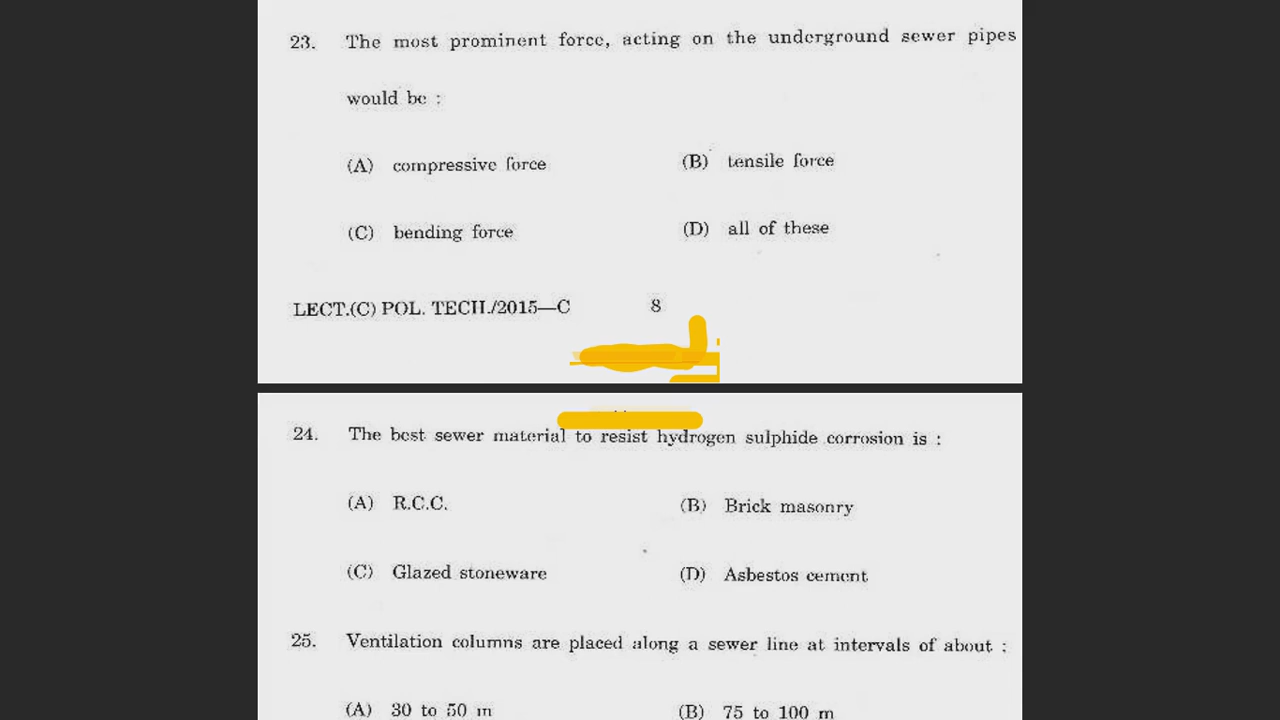 23. The most prominent force, acting on the underground sewer pipes
would be :
(A) compressive force (B) tensile force
(C) bending force (D) all of these
LECT.(C) POL. TECH./2015—C 8
24. The best sewer material to resist hydrogen sulphide corrosion is :
(A) R.C.C. (B) Brick masonry
(C) Glazed stoneware (D) Asbestos cement
25. Ventilation columns are placed along a sewer line at intervals of about :
(A) 30 to 50 m (B) 75 to 100 m